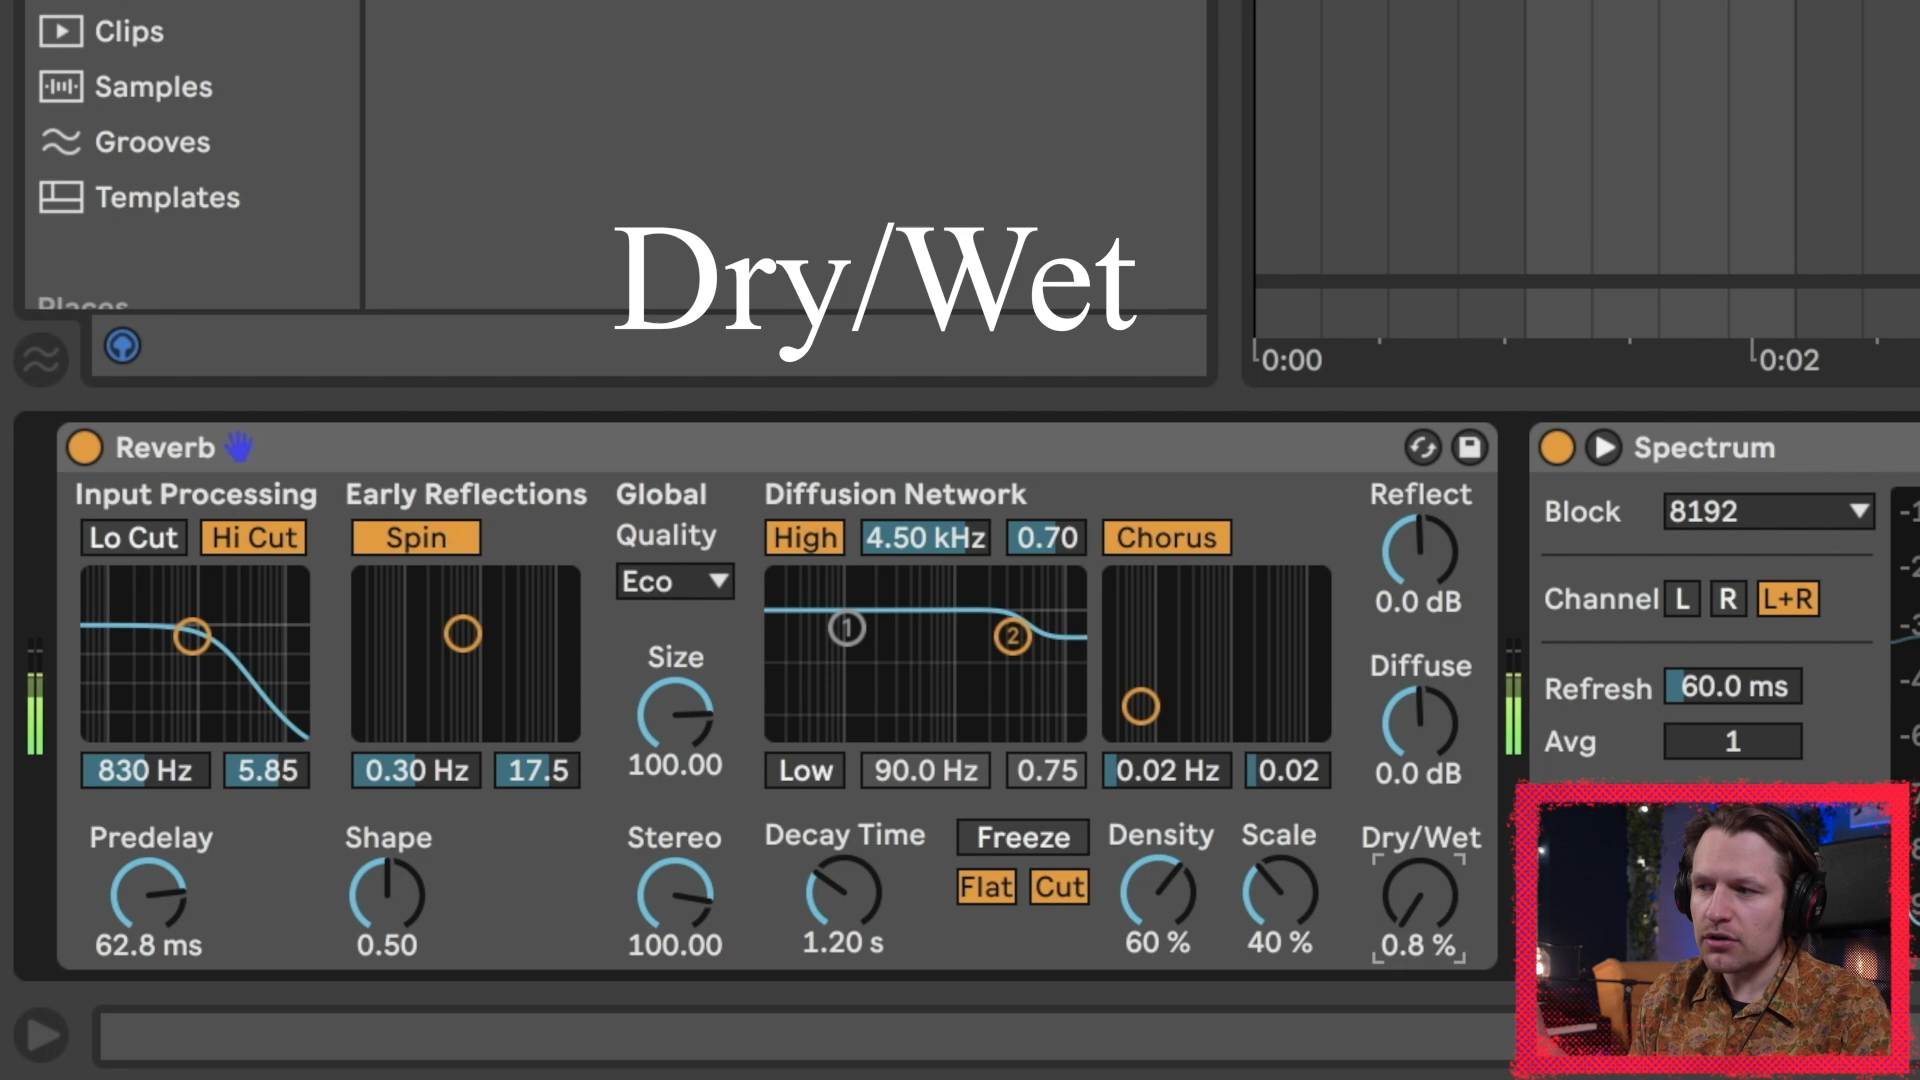 Clips
Samples
Grooves
Templates
Places
Dry/Wet
0:00
0:02
Reverb
Spectrum
Input Processing
Early Reflections
Global
Diffusion Network
Reflect
Lo Cut
Hi Cut
Spin
Quality
High
4.50 kHz
0.70
Chorus
Block
8192
Eco
1
2
0.0 dB
Channel
L
R
L+R
Size
100.00
Diffuse
0.0 dB
Refresh
60.0 ms
Avg
1
830 Hz
5.85
0.30 Hz
17.5
Low
90.0 Hz
0.75
0.02 Hz
0.02
Predelay
62.8 ms
Shape
0.50
Stereo
100.00
Decay Time
1.20 s
Freeze
Flat
Cut
Density
60 %
Scale
40 %
Dry/Wet
0.8 %